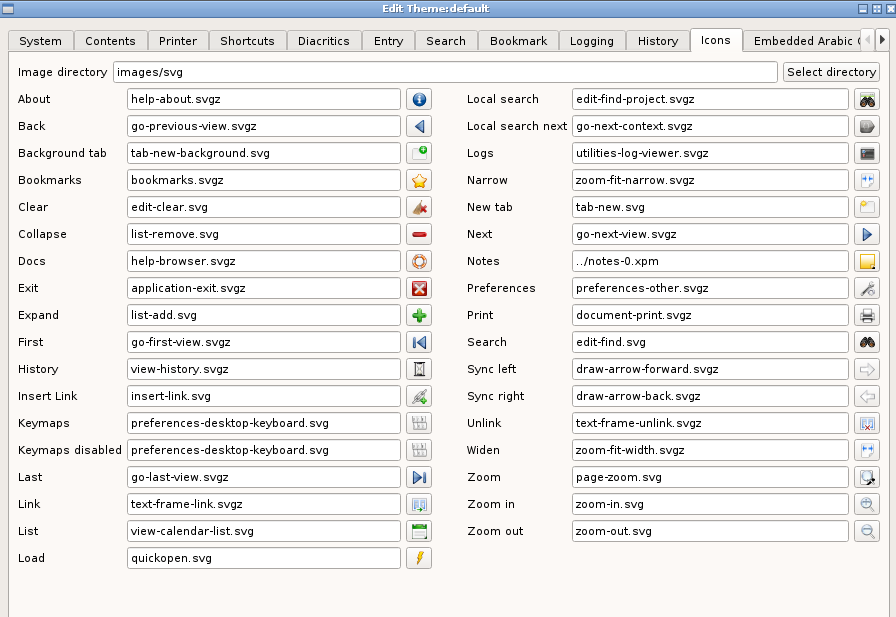 Edit Theme:default
System Contents Printer Shortcuts Diacritics Entry Search Bookmark Logging History Icons Embedded Arabic
Image directory images/svg Select directory
About help-about.svgz Local search edit-find-project.svgz
Back go-previous-view.svgz Local search next go-next-context.svgz
Background tab tab-new-background.svg Logs utilities-log-viewer.svgz
Bookmarks bookmarks.svgz Narrow zoom-fit-narrow.svgz
Clear edit-clear.svg New tab tab-new.svg
Collapse list-remove.svg Next go-next-view.svgz
Docs help-browser.svgz Notes ../notes-0.xpm
Exit application-exit.svgz Preferences preferences-other.svgz
Expand list-add.svg Print document-print.svgz
First go-first-view.svgz Search edit-find.svg
History view-history.svgz Sync left draw-arrow-forward.svgz
Insert Link insert-link.svg Sync right draw-arrow-back.svgz
Keymaps preferences-desktop-keyboard.svg Unlink text-frame-unlink.svgz
Keymaps disabled preferences-desktop-keyboard.svg Widen zoom-fit-width.svgz
Last go-last-view.svgz Zoom page-zoom.svg
Link text-frame-link.svgz Zoom in zoom-in.svg
List view-calendar-list.svg Zoom out zoom-out.svg
Load quickopen.svg